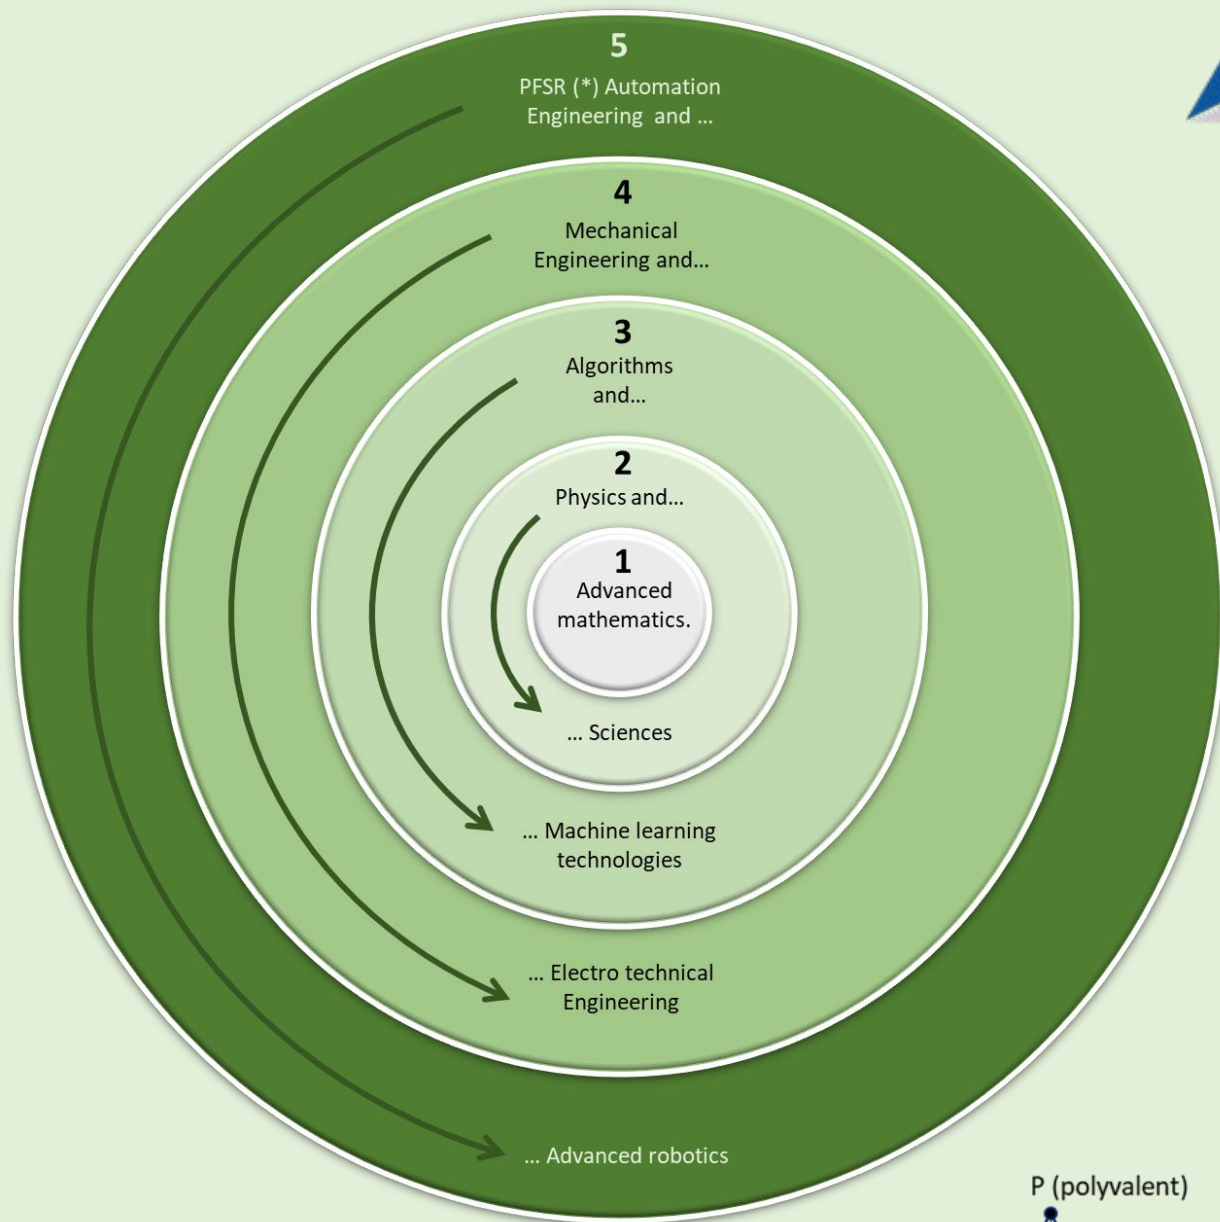 5
PFSR (*) Automation
Engineering and ...
4
Mechanical
Engineering and...
3
Algorithms
and...
2
Physics and...
1
Advanced
mathematics.
... Sciences
... Machine learning
technologies
... Electro technical
Engineering
... Advanced robotics
P (polyvalent)